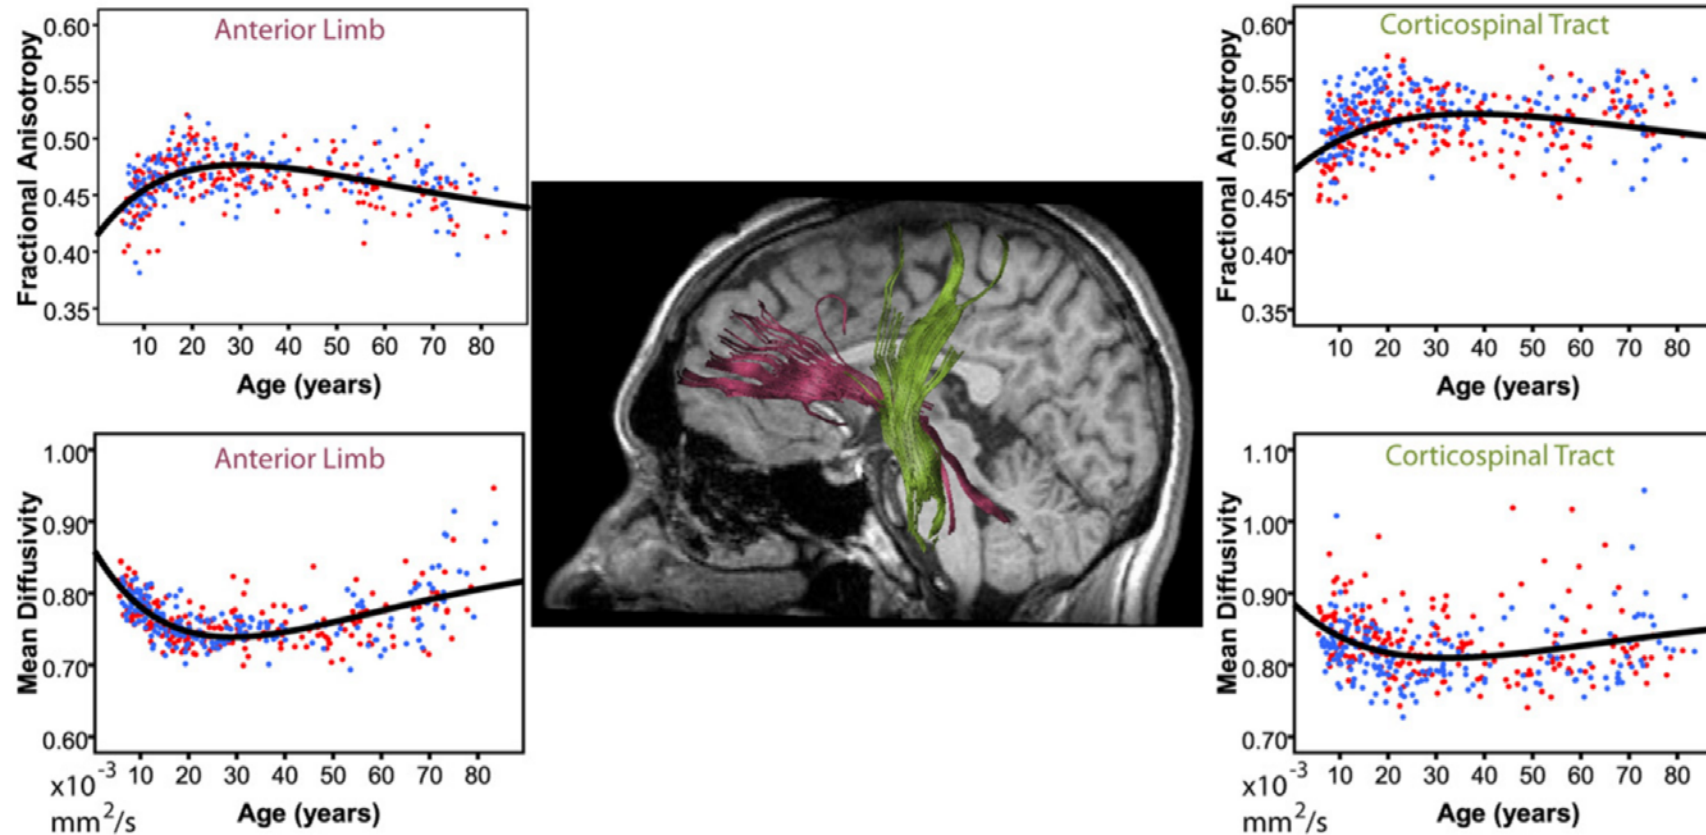 Anterior Limb
Fractional Anisotropy
0.60
0.55
0.50
0.45
0.40
0.35
10 20 30 40 50 60 70 80
Age (years)
Corticospinal Tract
Fractional Anisotropy
0.60
0.55
0.50
0.45
0.40
0.35
10 20 30 40 50 60 70 80
Age (years)
Anterior Limb
Mean Diffusivity
1.00
0.90
0.80
0.70
0.60
10 20 30 40 50 60 70 80
x10-3
mm2/s
Age (years)
Corticospinal Tract
Mean Diffusivity
1.10
1.00
0.90
0.80
0.70
10 20 30 40 50 60 70 80
x10-3
mm2/s
Age (years)